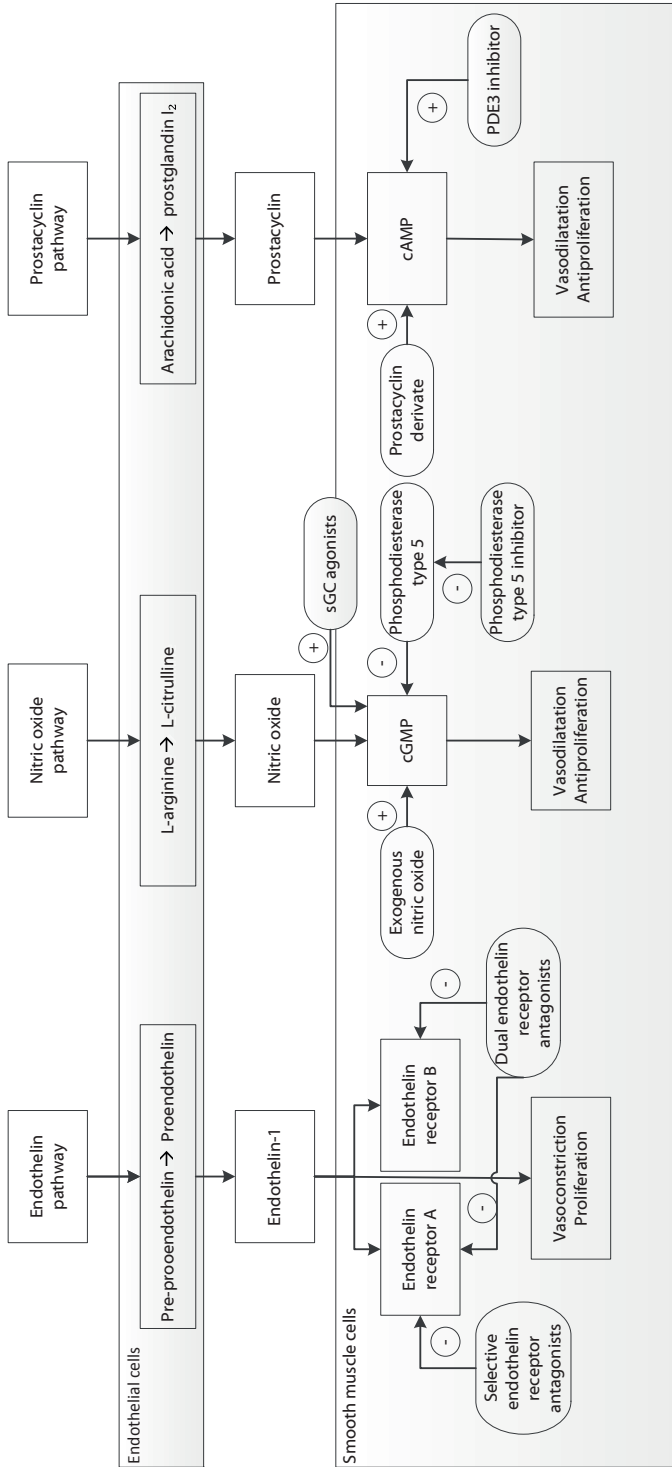 Endothelin
pathway
Nitric oxide
pathway
Prostacyclin
pathway
Endothelial cells
Pre-prooendothelin → Proendothelin
L-arginine → L-citrulline
Arachidonic acid → prostglandin I₂
Endothelin-1
Nitric oxide
Prostacyclin
Smooth muscle cells
sGC agonists
+
Endothelin
receptor A
Endothelin
receptor B
Exogenous
nitric oxide
+
cGMP
-
Phosphodiesterase
type 5
Prostacyclin
derivate
+
cAMP
+
PDE3 inhibitor
-
-
-
-
Selective
endothelin
receptor
antagonists
Dual endothelin
receptor
antagonists
Phosphodiesterase
type 5 inhibitor
Vasoconstriction
Proliferation
Vasodilatation
Antiproliferation
Vasodilatation
Antiproliferation